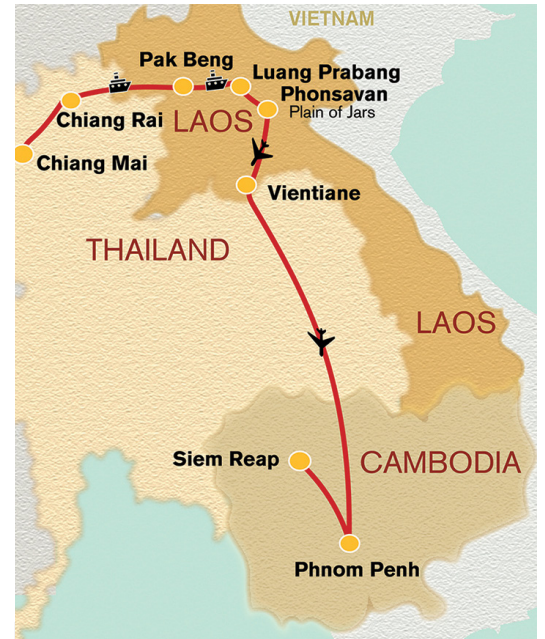 VIETNAM
Pak Beng
Luang Prabang
Phonsavan
Plain of Jars
Chiang Rai
LAOS
Chiang Mai
Vientiane
THAILAND
LAOS
Siem Reap
CAMBODIA
Phnom Penh